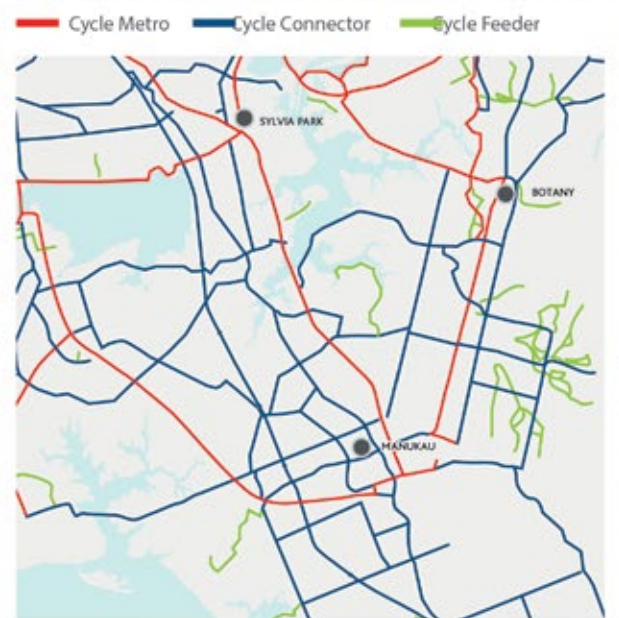 Cycle Metro Cycle Connector Cycle Feeder
SYLVIA PARK
BOTANY
MANUKAU